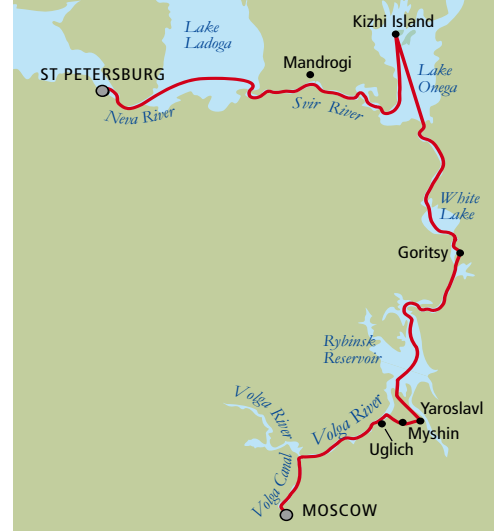 Kizhi Island
Lake
Ladoga
Mandrogi
ST PETERSBURG
Lake
Onega
Neva River
Svir River
White
Lake
Goritsy
Rybinsk
Reservoir
Volga River
Volga River
Yaroslavl
Myshin
Uglich
Volga Canal
MOSCOW